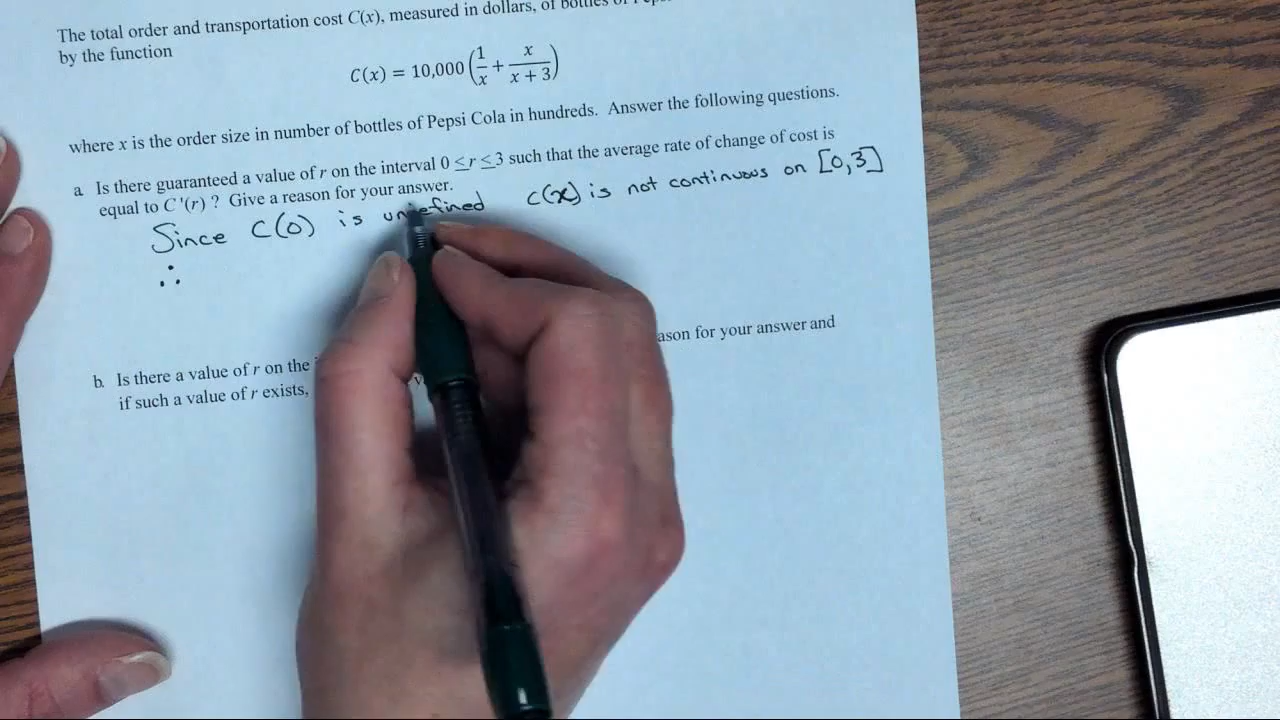 The total order and transportation cost C(x), measured in dollars, of bottles of
by the function
C(x) = 10,000 (1/x + x/(x + 3))
where x is the order size in number of bottles of Pepsi Cola in hundreds. Answer the following questions.
a. Is there guaranteed a value of r on the interval 0 ≤ r ≤ 3 such that the average rate of change of cost is
equal to C '(r) ? Give a reason for your answer.
Since C(0) is undefined C(x) is not continuous on [0,3]
∴
b. Is there a value of r on the
ason for your answer and
if such a value of r exists,